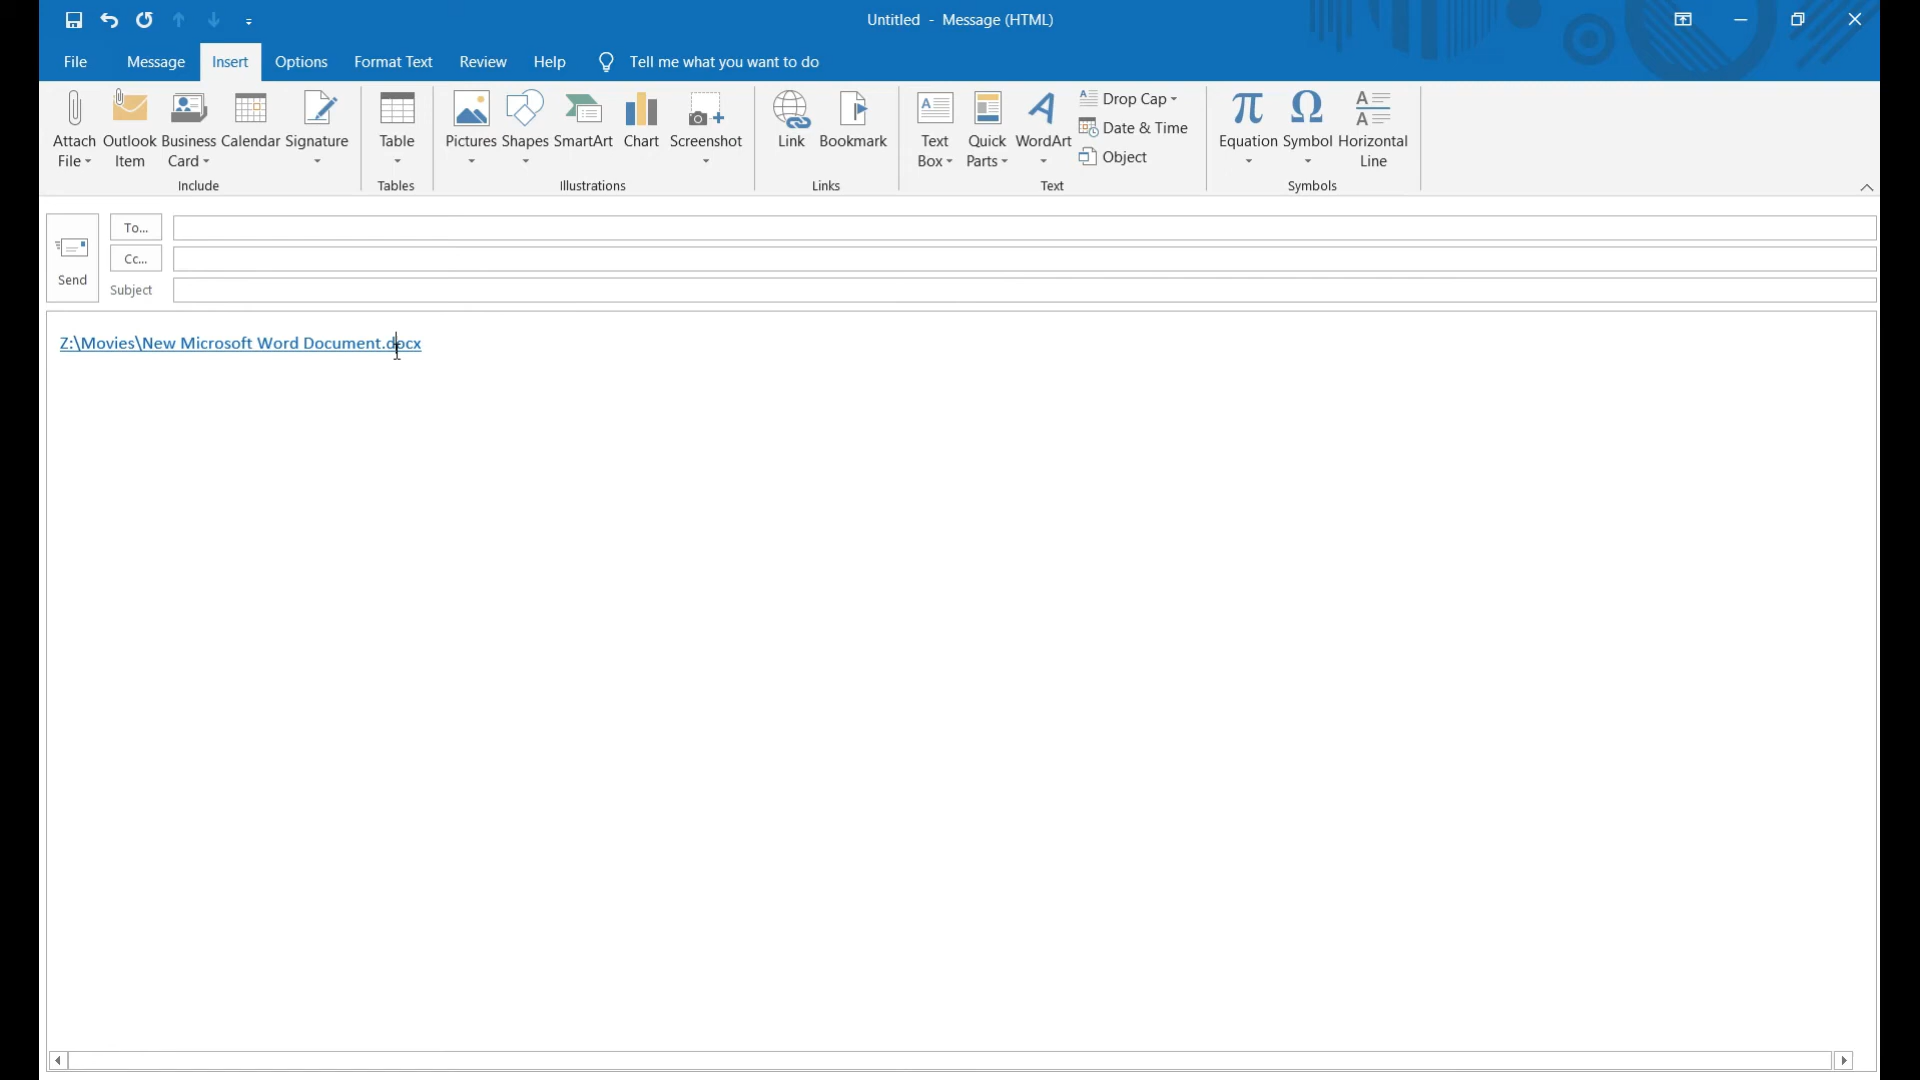 Untitled - Message (HTML)
File Message Insert Options Format Text Review Help Tell me what you want to do
Attach File
Outlook Item
Business Card
Calendar
Signature
Include
Table
Tables
Pictures
Shapes
SmartArt
Chart
Screenshot
Illustrations
Link
Bookmark
Links
Text Box
Quick Parts
WordArt
Drop Cap
Date & Time
Object
Text
Equation
Symbol
Horizontal Line
Symbols
Send
To...
Cc...
Subject
Z:\Movies\New Microsoft Word Document.docx